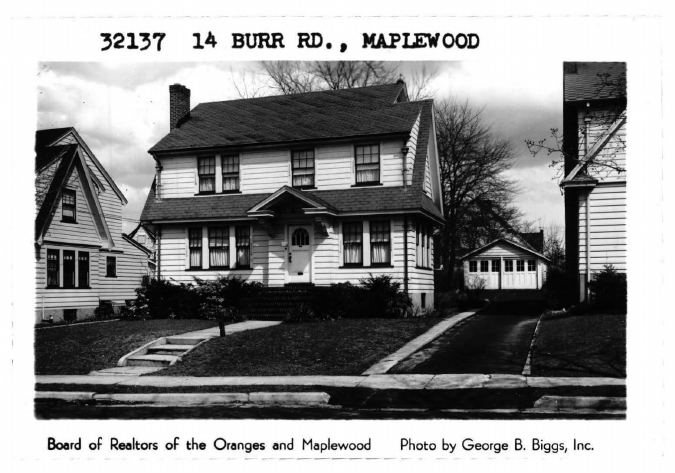 32137 14 BURR RD., MAPLEWOOD
Board of Realtors of the Oranges and Maplewood Photo by George B. Biggs, Inc.